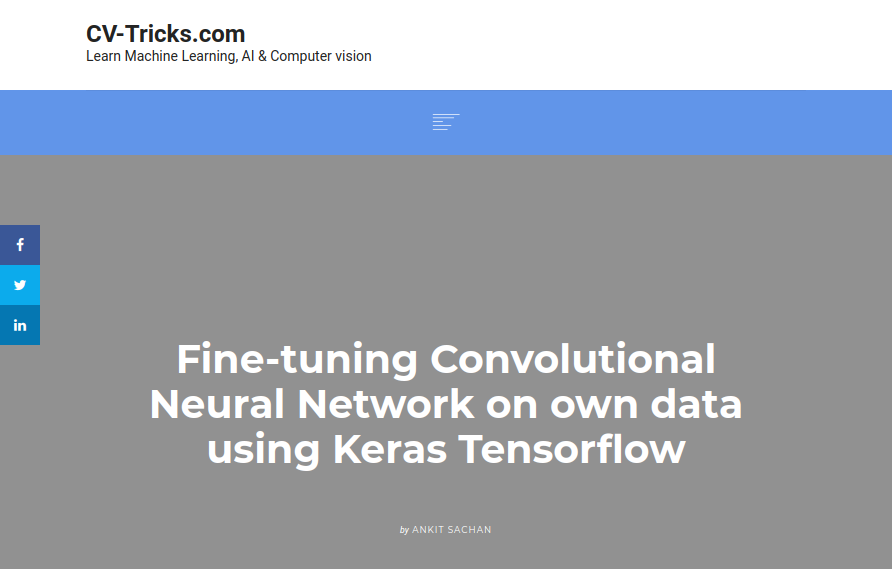 CV-Tricks.com
Learn Machine Learning, AI & Computer vision
Fine-tuning Convolutional
Neural Network on own data
using Keras Tensorflow
by ANKIT SACHAN